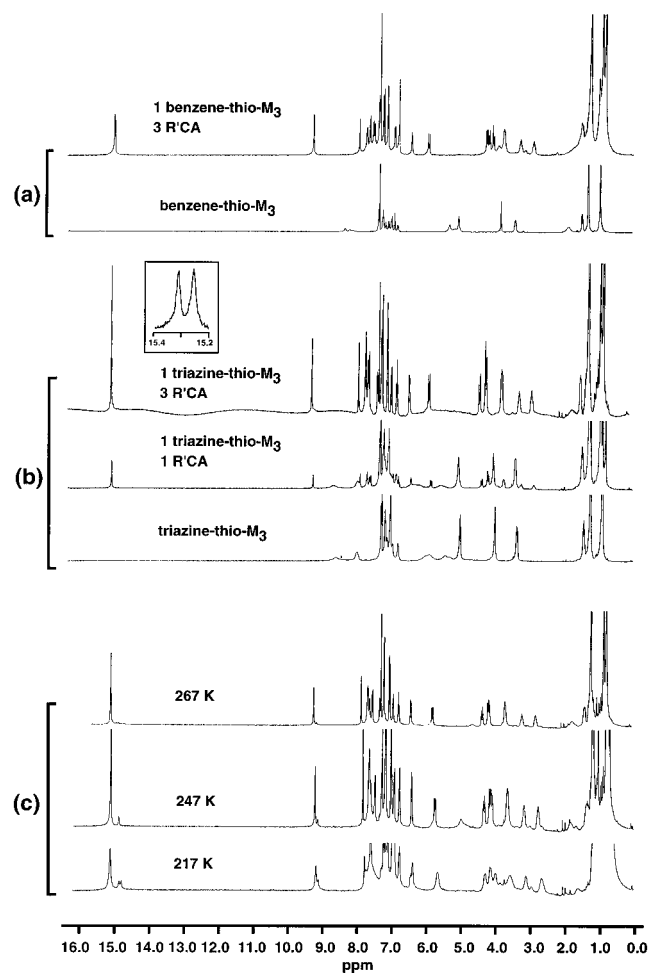 1 benzene-thio-M3
3 R'CA
(a)
benzene-thio-M3
15.4 15.2
1 triazine-thio-M3
3 R'CA
(b)
1 triazine-thio-M3
1 R'CA
triazine-thio-M3
267 K
(c)
247 K
217 K
16.0 15.0 14.0 13.0 12.0 11.0 10.0 9.0 8.0 7.0 6.0 5.0 4.0 3.0 2.0 1.0 0.0
ppm